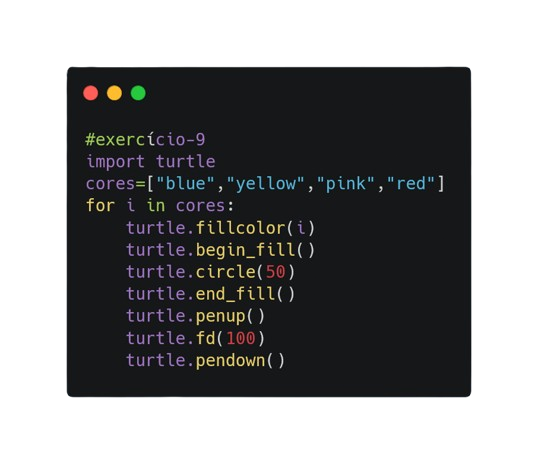 #exercício-9
import turtle
cores=["blue","yellow","pink","red"]
for i in cores:
    turtle.fillcolor(i)
    turtle.begin_fill()
    turtle.circle(50)
    turtle.end_fill()
    turtle.penup()
    turtle.fd(100)
    turtle.pendown()